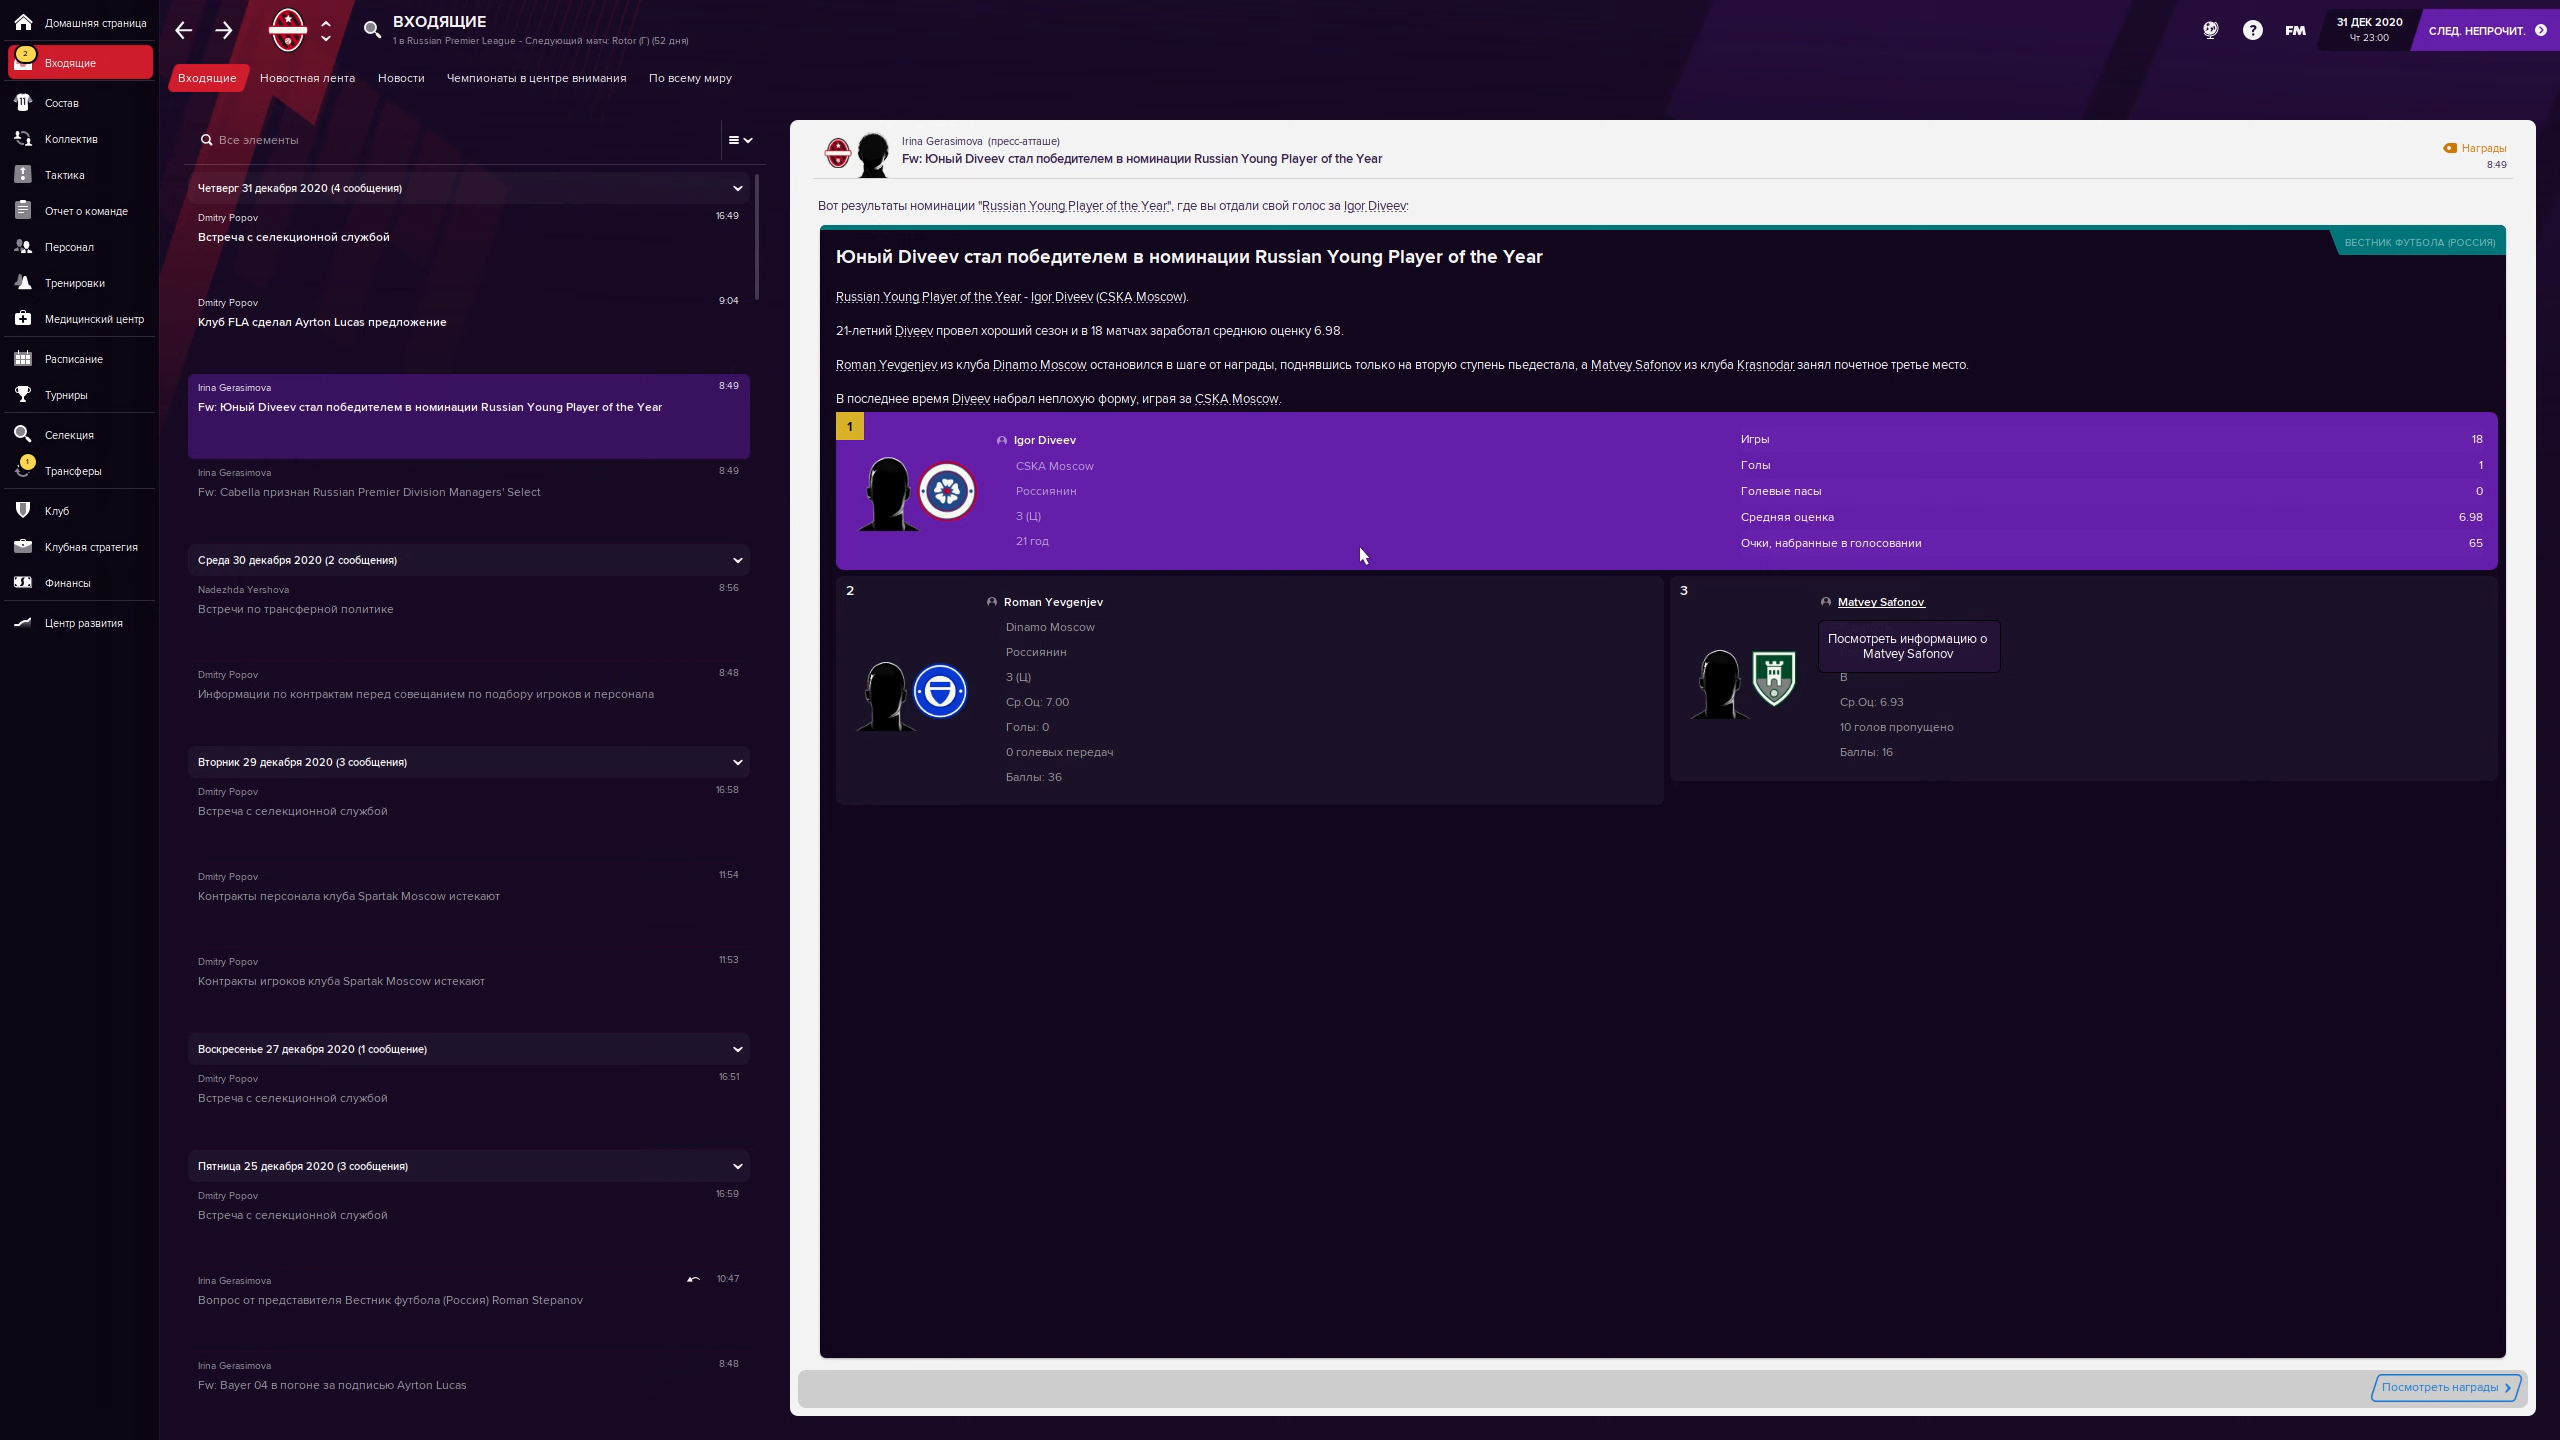 Домашняя страница
2
Входящие
Состав
Коллектив
Тактика
Отчет о команде
Персонал
Тренировки
Медицинский центр
Расписание
Турниры
Селекция
1
Трансферы
Клуб
Клубная стратегия
Финансы
Центр развития
ВХОДЯЩИЕ
1 в Russian Premier League - Следующий матч: Rotor (Г) (52 дня)
?
FM
31 ДЕК 2020
Чт 23:00
СЛЕД. НЕПРОЧИТ.
Входящие
Новостная лента
Новости
Чемпионаты в центре внимания
По всему миру
Все элементы
Четверг 31 декабря 2020 (4 сообщения)
Dmitry Popov 16:49
Встреча с селекционной службой
Dmitry Popov 9:04
Клуб FLA сделал Ayrton Lucas предложение
Irina Gerasimova 8:49
Fw: Юный Diveev стал победителем в номинации Russian Young Player of the Year
Irina Gerasimova 8:49
Fw: Cabella признан Russian Premier Division Managers' Select
Среда 30 декабря 2020 (2 сообщения)
Nadezhda Yershova 8:56
Встречи по трансферной политике
Dmitry Popov 8:48
Информации по контрактам перед совещанием по подбору игроков и персонала
Вторник 29 декабря 2020 (3 сообщения)
Dmitry Popov 16:58
Встреча с селекционной службой
Dmitry Popov 11:54
Контракты персонала клуба Spartak Moscow истекают
Dmitry Popov 11:53
Контракты игроков клуба Spartak Moscow истекают
Воскресенье 27 декабря 2020 (1 сообщение)
Dmitry Popov 16:51
Встреча с селекционной службой
Пятница 25 декабря 2020 (3 сообщения)
Dmitry Popov 16:59
Встреча с селекционной службой
Irina Gerasimova 10:47
Вопрос от представителя Вестник футбола (Россия) Roman Stepanov
Irina Gerasimova 8:48
Fw: Bayer 04 в погоне за подписью Ayrton Lucas
Irina Gerasimova (пресс-атташе)
Fw: Юный Diveev стал победителем в номинации Russian Young Player of the Year
Награды
8:49
Вот результаты номинации "Russian Young Player of the Year", где вы отдали свой голос за Igor Diveev:
ВЕСТНИК ФУТБОЛА (РОССИЯ)
Юный Diveev стал победителем в номинации Russian Young Player of the Year
Russian Young Player of the Year - Igor Diveev (CSKA Moscow).
21-летний Diveev провел хороший сезон и в 18 матчах заработал среднюю оценку 6.98.
Roman Yevgenjev из клуба Dinamo Moscow остановился в шаге от награды, поднявшись только на вторую ступень пьедестала, а Matvey Safonov из клуба Krasnodar занял почетное третье место.
В последнее время Diveev набрал неплохую форму, играя за CSKA Moscow.
1
Igor Diveev
CSKA Moscow
Россиянин
З (Ц)
21 год
Игры 18
Голы 1
Голевые пасы 0
Средняя оценка 6.98
Очки, набранные в голосовании 65
2
Roman Yevgenjev
Dinamo Moscow
Россиянин
З (Ц)
Ср.Оц: 7.00
Голы: 0
0 голевых передач
Баллы: 36
3
Matvey Safonov
Посмотреть информацию о
Matvey Safonov
В
Ср.Оц: 6.93
10 голов пропущено
Баллы: 16
Посмотреть награды